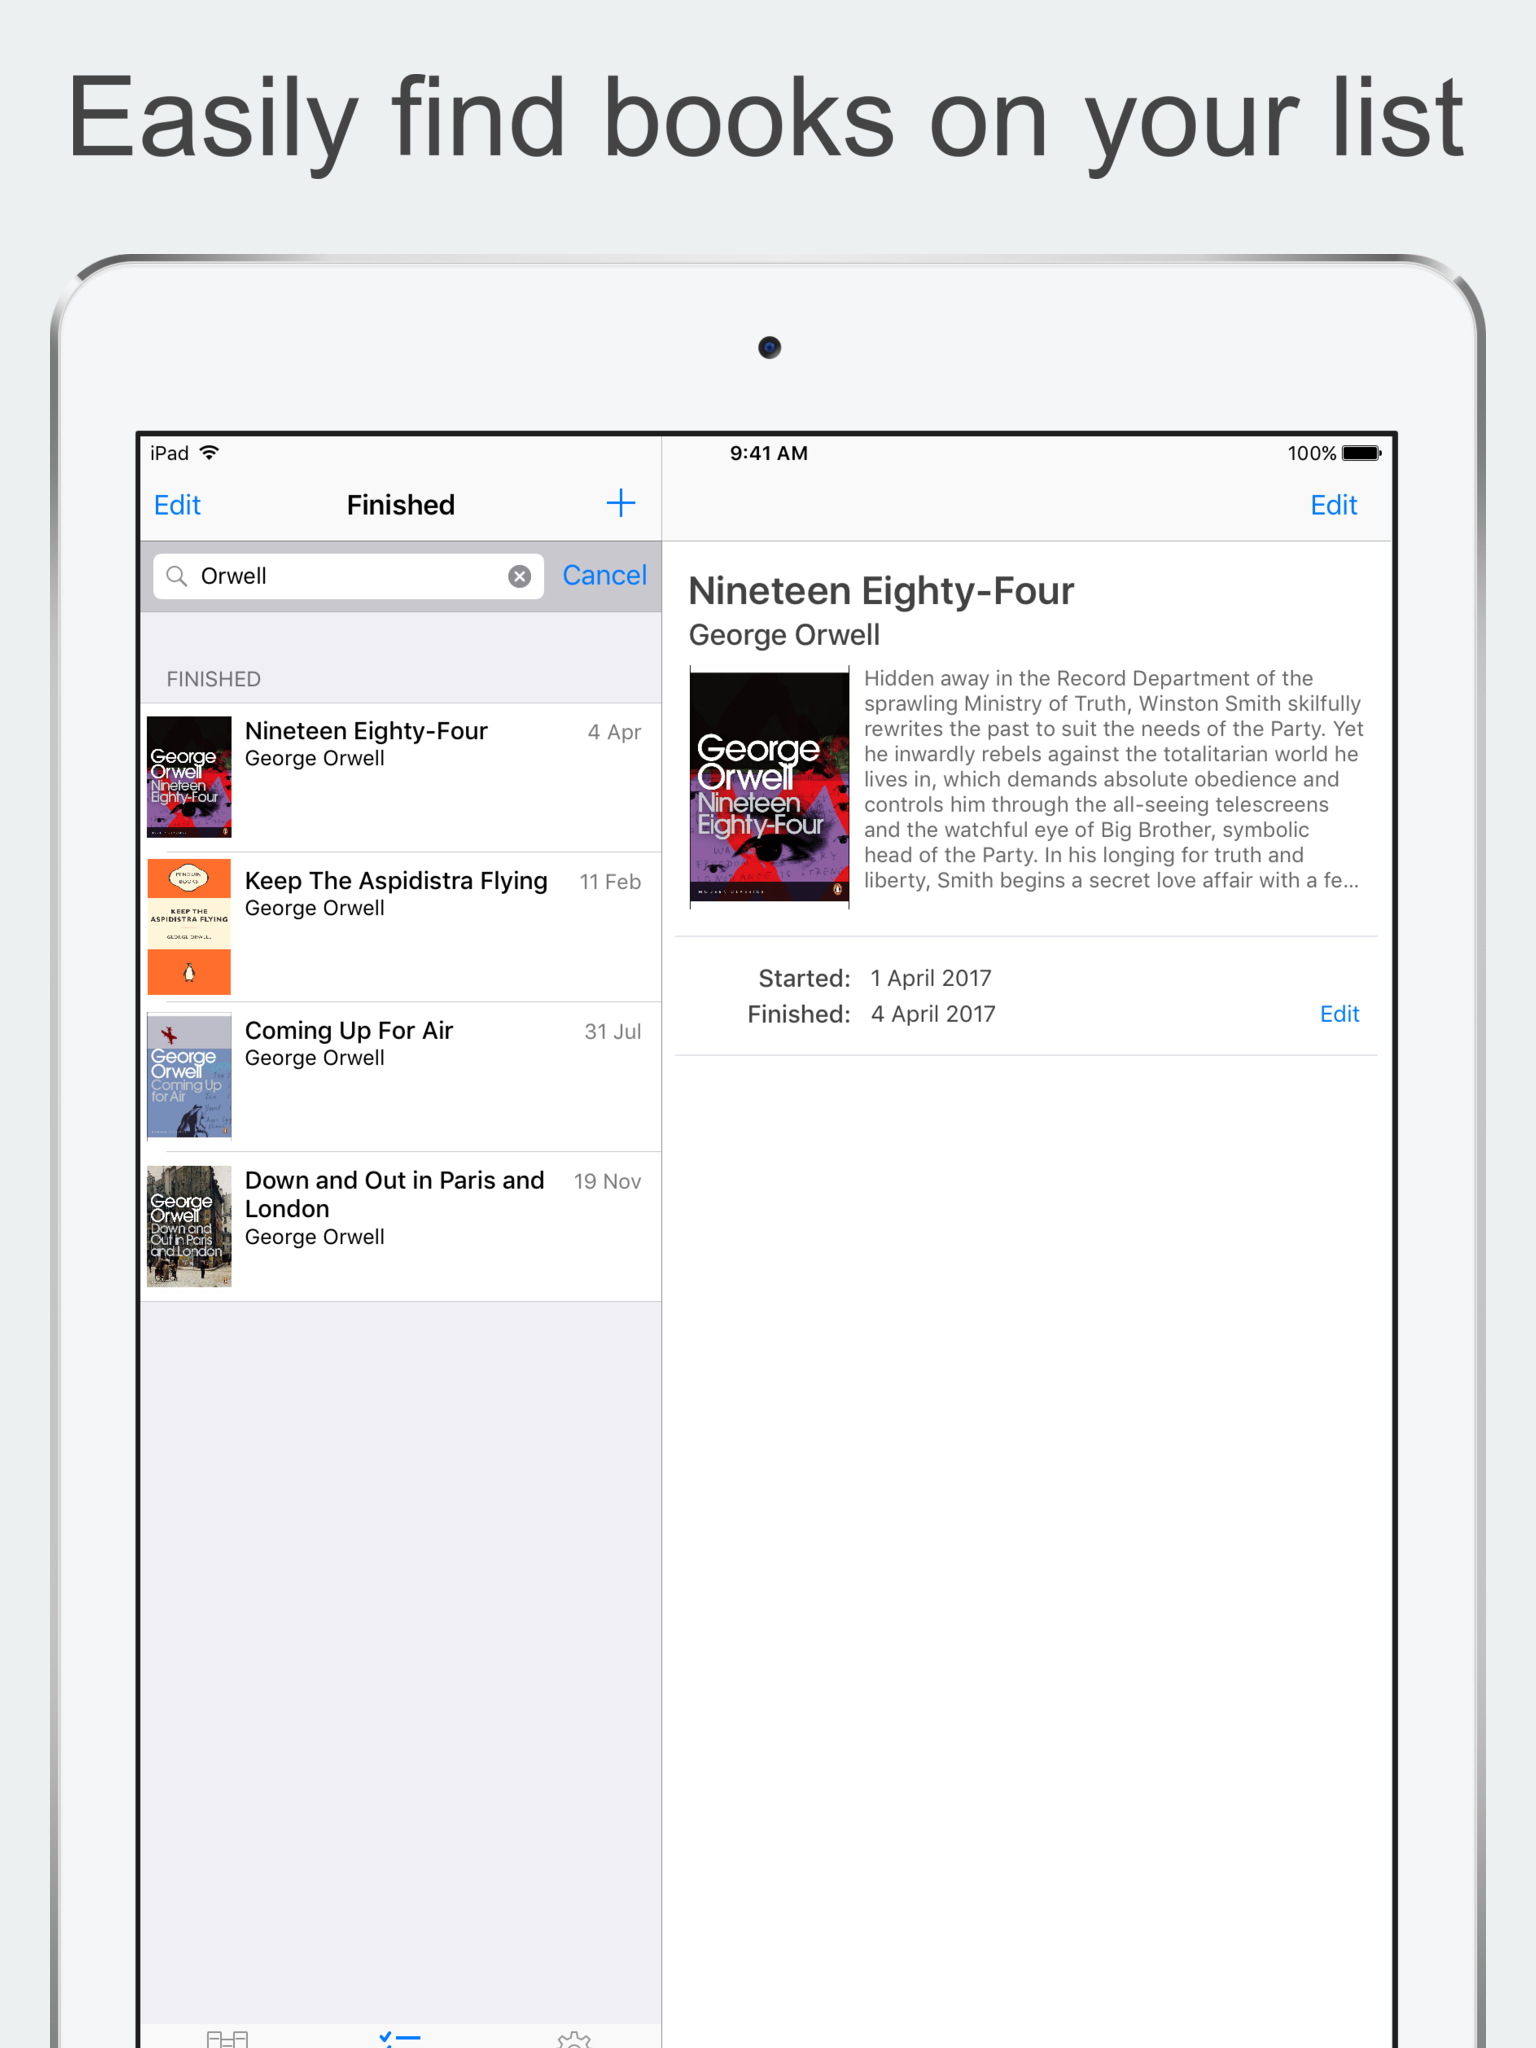 Easily find books on your list
iPad
9:41 AM
100%
Edit
Finished
Edit
Orwell
Cancel
FINISHED
George
Orwell
Nineteen
Eighty-Four
Nineteen Eighty-Four
4 Apr
George Orwell
PENGUIN
BOOKS
KEEP THE
ASPIDISTRA FLYING
GEORGE ORWELL
Keep The Aspidistra Flying
11 Feb
George Orwell
George
Orwell
Coming Up
for Air
Coming Up For Air
31 Jul
George Orwell
George
Orwell
Down and
Out in Paris
and London
Down and Out in Paris and
London
19 Nov
George Orwell
Nineteen Eighty-Four
George Orwell
George
Orwell
Nineteen
Eighty-Four
MODERN CLASSICS
Hidden away in the Record Department of the
sprawling Ministry of Truth, Winston Smith skilfully
rewrites the past to suit the needs of the Party. Yet
he inwardly rebels against the totalitarian world he
lives in, which demands absolute obedience and
controls him through the all-seeing telescreens
and the watchful eye of Big Brother, symbolic
head of the Party. In his longing for truth and
liberty, Smith begins a secret love affair with a fe...
Started: 1 April 2017
Finished: 4 April 2017
Edit